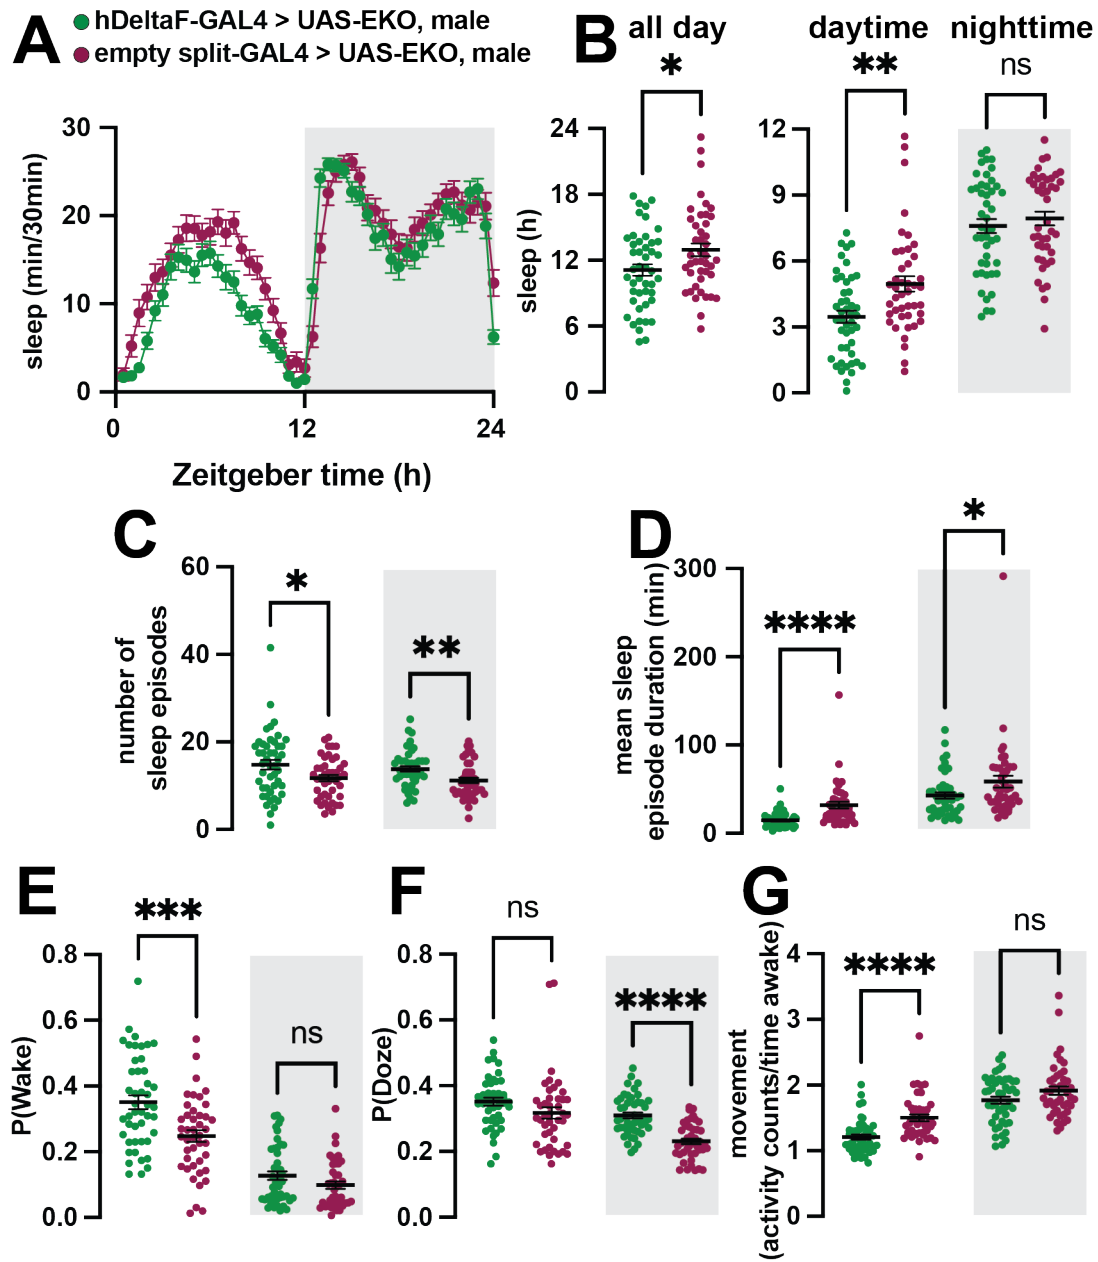 A
hDeltaF-GAL4 > UAS-EKO, male
empty split-GAL4 > UAS-EKO, male
sleep (min/30min)
30
20
10
0
0
12
24
Zeitgeber time (h)
B
all day
daytime
nighttime
*
**
ns
sleep (h)
24
18
12
6
0
12
9
6
3
0
C
number of
sleep episodes
60
40
20
0
*
**
D
mean sleep
episode duration (min)
300
200
100
0
****
*
E
P(Wake)
0.8
0.6
0.4
0.2
0.0
***
ns
F
P(Doze)
0.8
0.6
0.4
0.2
0.0
ns
****
G
movement
(activity counts/time awake)
4
3
2
1
0
****
ns